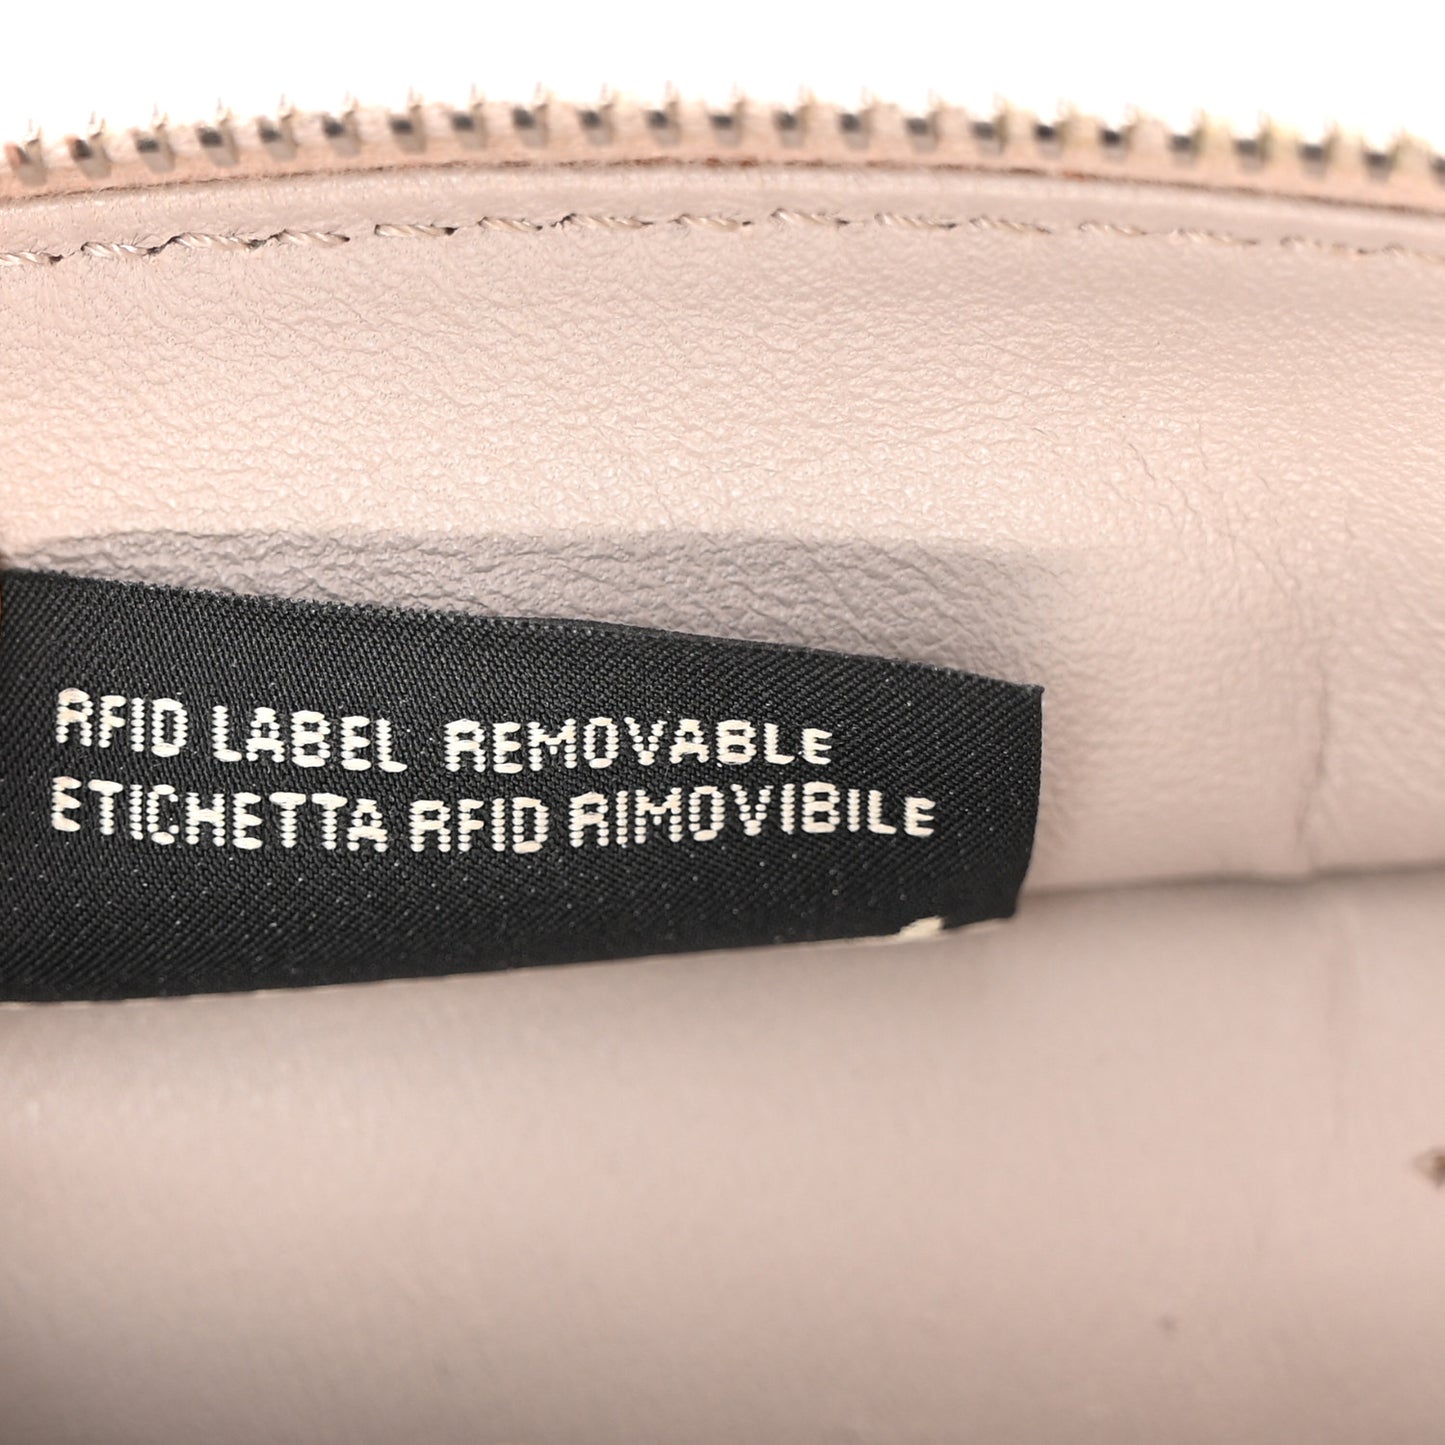 RFID LABEL REMOVABLE
ETICHETTA RFID RIMOVIBILE